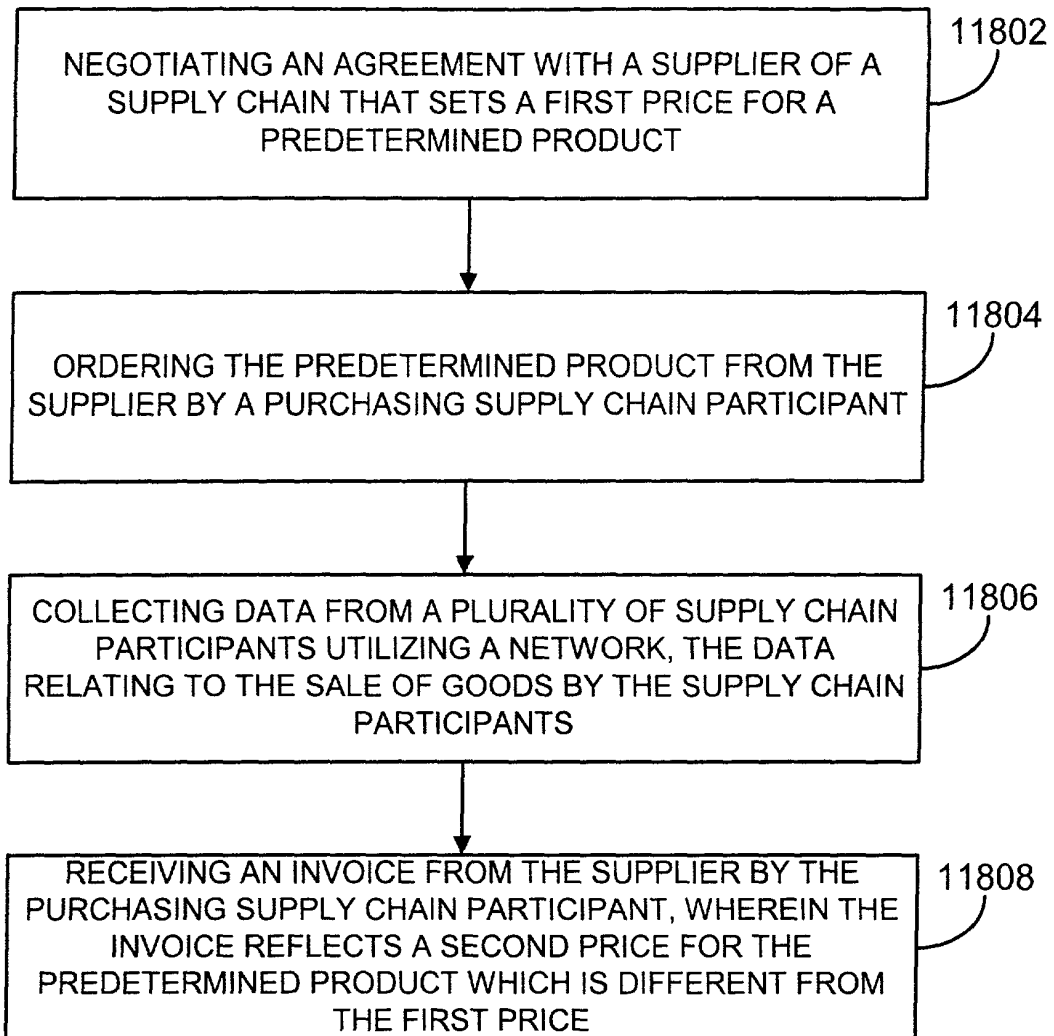 11802
NEGOTIATING AN AGREEMENT WITH A SUPPLIER OF A
SUPPLY CHAIN THAT SETS A FIRST PRICE FOR A
PREDETERMINED PRODUCT
11804
ORDERING THE PREDETERMINED PRODUCT FROM THE
SUPPLIER BY A PURCHASING SUPPLY CHAIN PARTICIPANT
11806
COLLECTING DATA FROM A PLURALITY OF SUPPLY CHAIN
PARTICIPANTS UTILIZING A NETWORK, THE DATA
RELATING TO THE SALE OF GOODS BY THE SUPPLY CHAIN
PARTICIPANTS
11808
RECEIVING AN INVOICE FROM THE SUPPLIER BY THE
PURCHASING SUPPLY CHAIN PARTICIPANT, WHEREIN THE
INVOICE REFLECTS A SECOND PRICE FOR THE
PREDETERMINED PRODUCT WHICH IS DIFFERENT FROM
THE FIRST PRICE